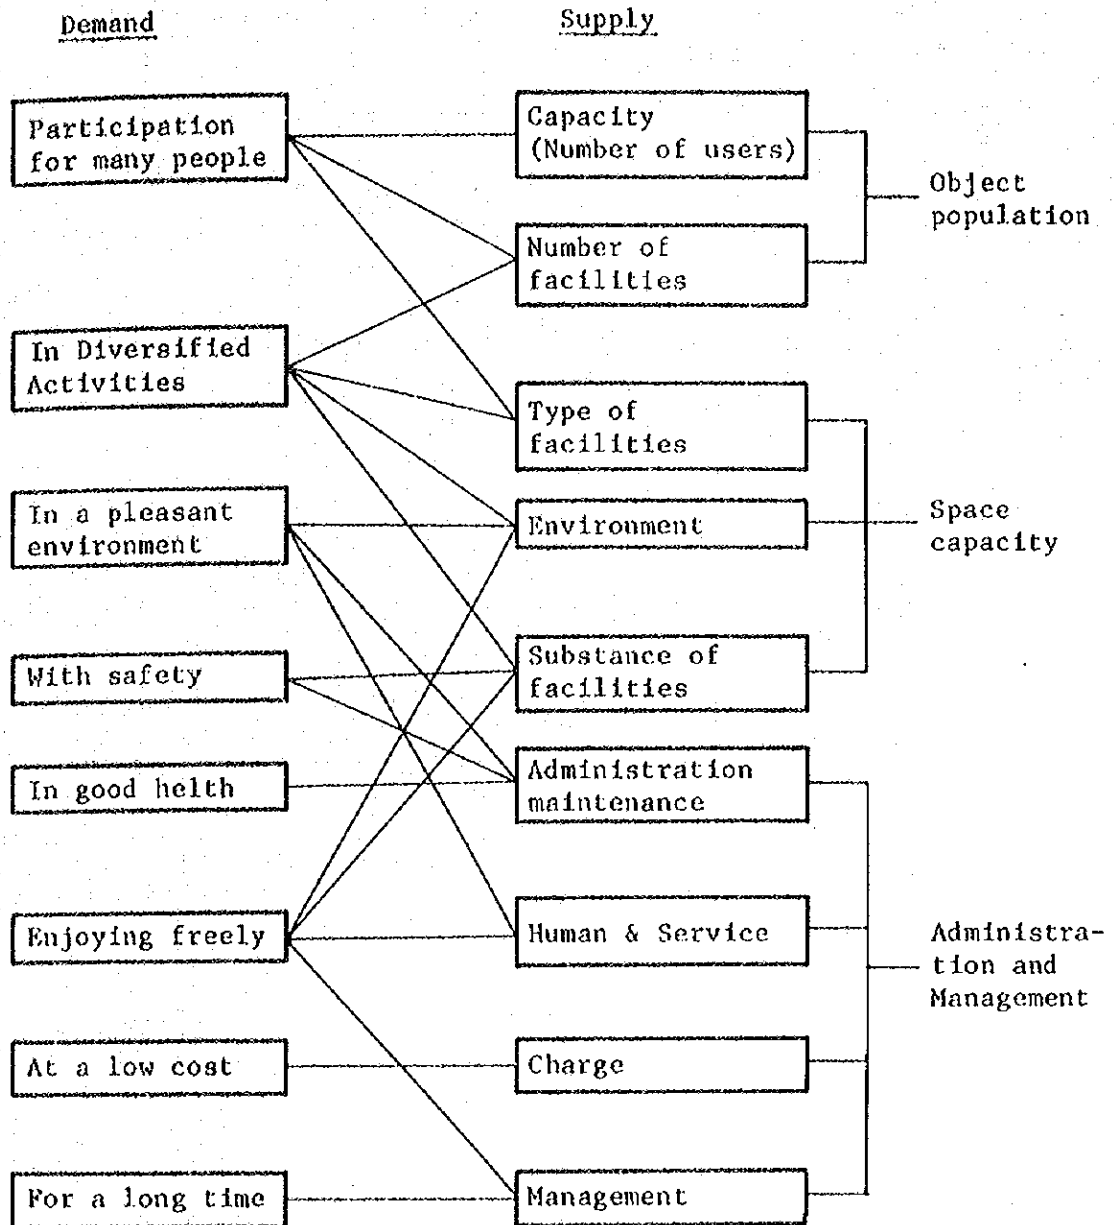 Demand
Supply
Participation
for many people
In Diversified
Activities
In a pleasant
environment
With safety
In good helth
Enjoying freely
At a low cost
For a long time
Capacity
(Number of users)
Number of
facilities
Type of
facilities
Environment
Substance of
facilities
Administration
maintenance
Human & Service
Charge
Management
Object
population
Space
capacity
Administra-
tion and
Management